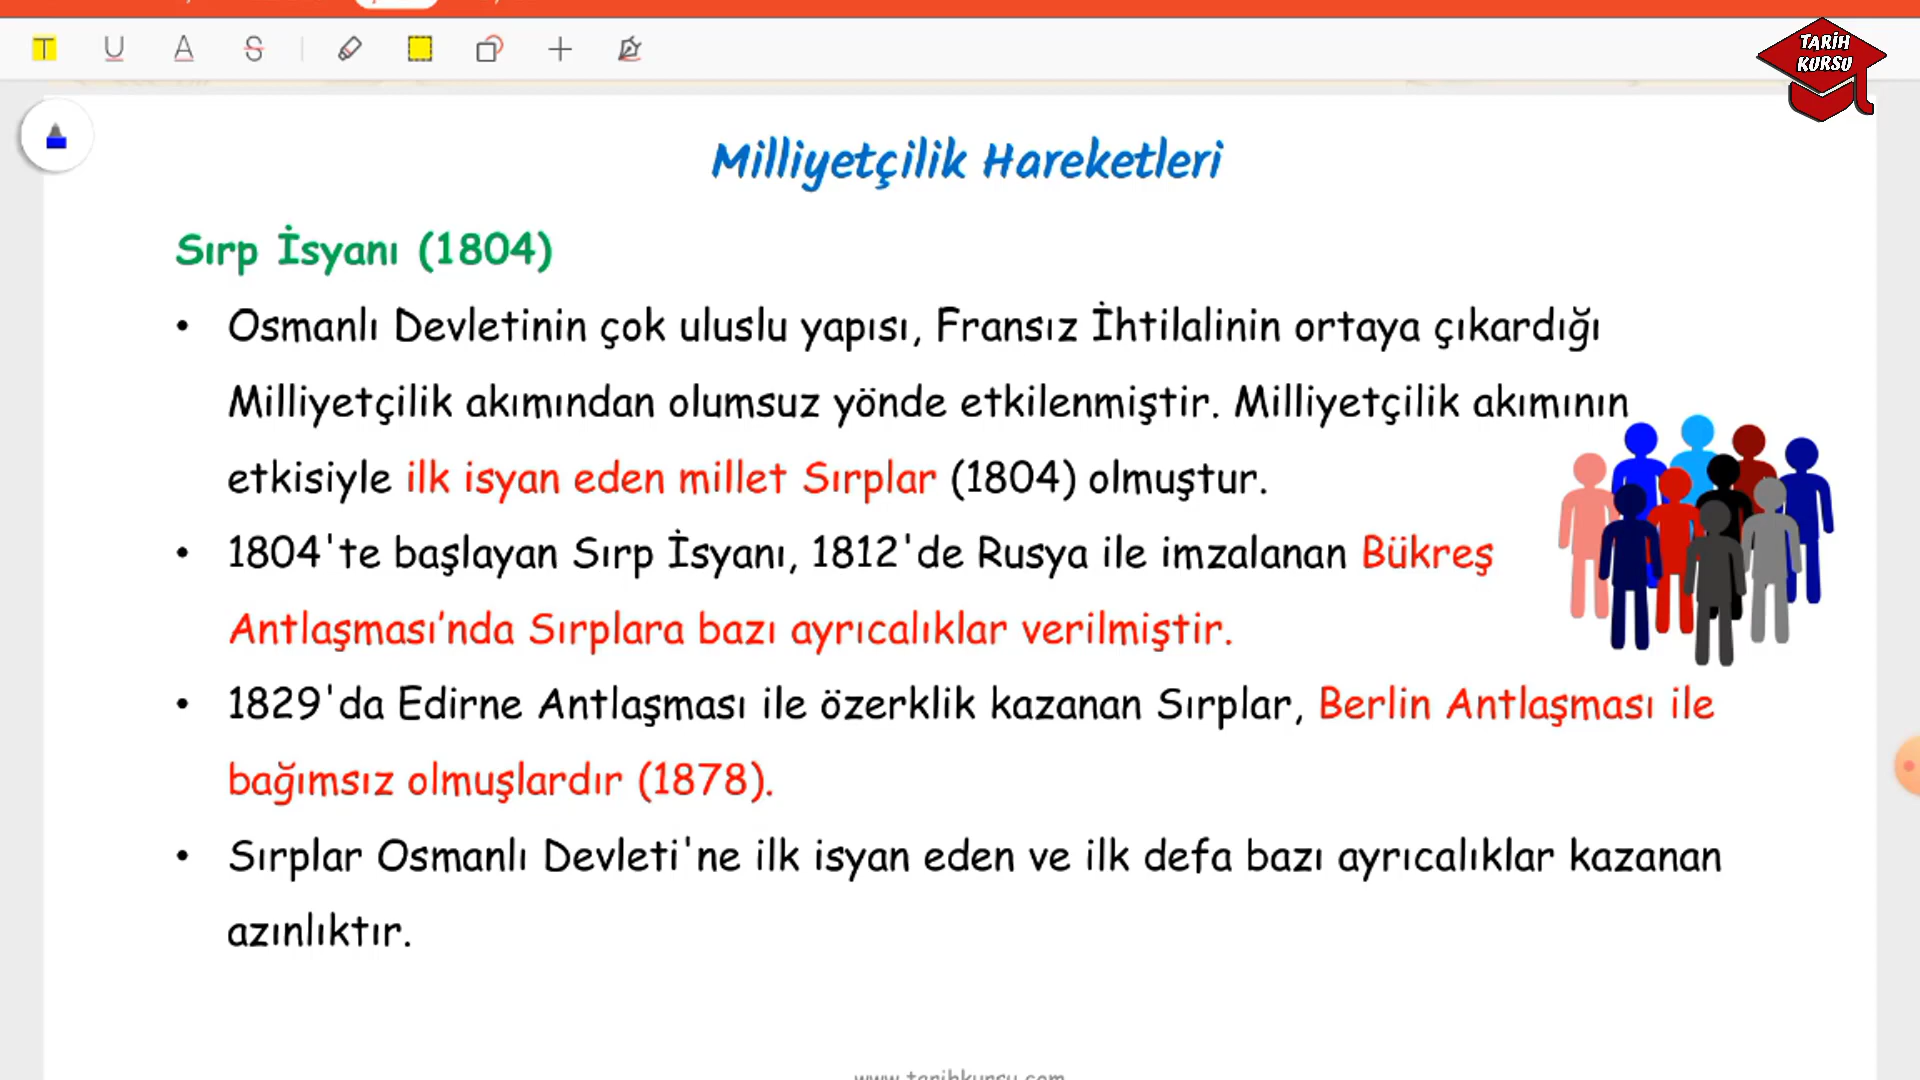 TARİH
KURSU
Milliyetçilik Hareketleri
Sırp İsyanı (1804)
• Osmanlı Devletinin çok uluslu yapısı, Fransız İhtilalinin ortaya çıkardığı
Milliyetçilik akımından olumsuz yönde etkilenmiştir. Milliyetçilik akımının
etkisiyle ilk isyan eden millet Sırplar (1804) olmuştur.
• 1804'te başlayan Sırp İsyanı, 1812'de Rusya ile imzalanan Bükreş
Antlaşması’nda Sırplara bazı ayrıcalıklar verilmiştir.
• 1829'da Edirne Antlaşması ile özerklik kazanan Sırplar, Berlin Antlaşması ile
bağımsız olmuşlardır (1878).
• Sırplar Osmanlı Devleti'ne ilk isyan eden ve ilk defa bazı ayrıcalıklar kazanan
azınlıktır.
www.tarihkursu.com